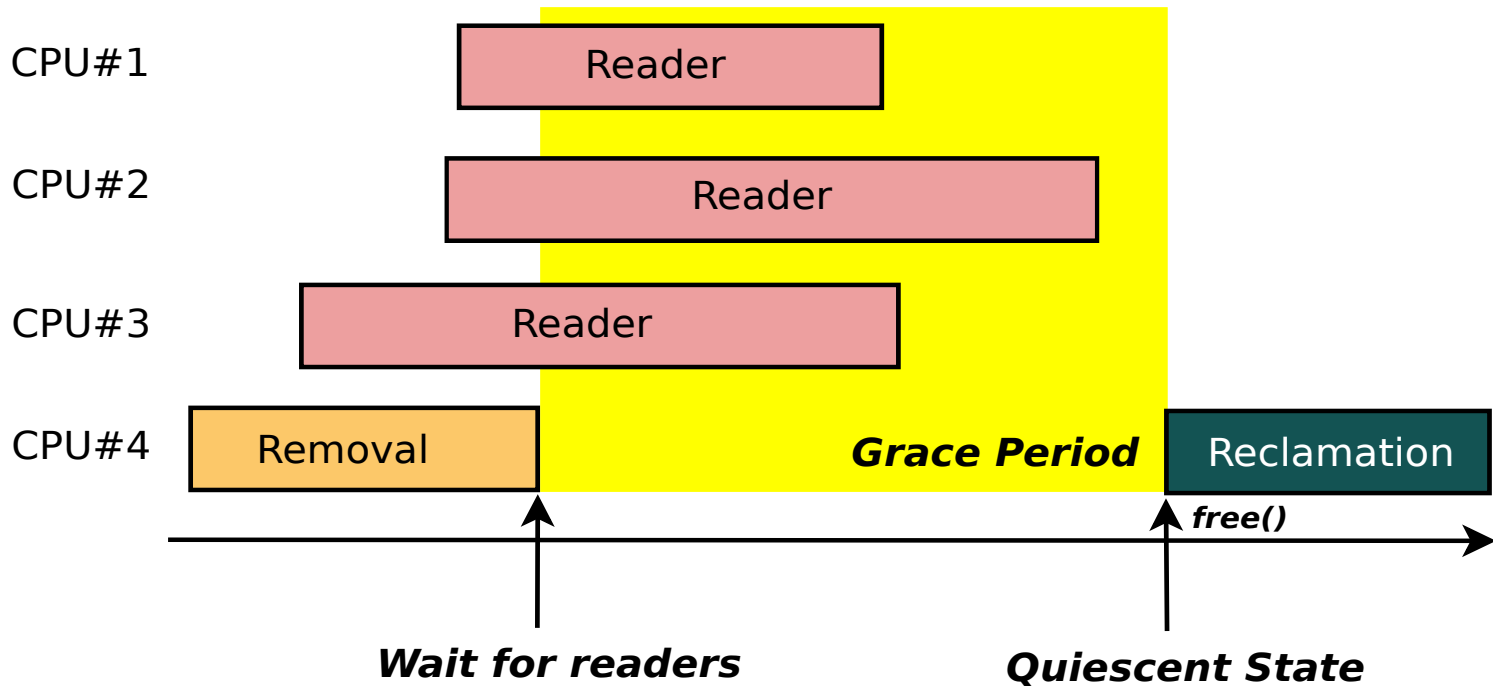 CPU#1
Reader
CPU#2
Reader
CPU#3
Reader
CPU#4
Removal
Grace Period
Reclamation
free()
Wait for readers
Quiescent State